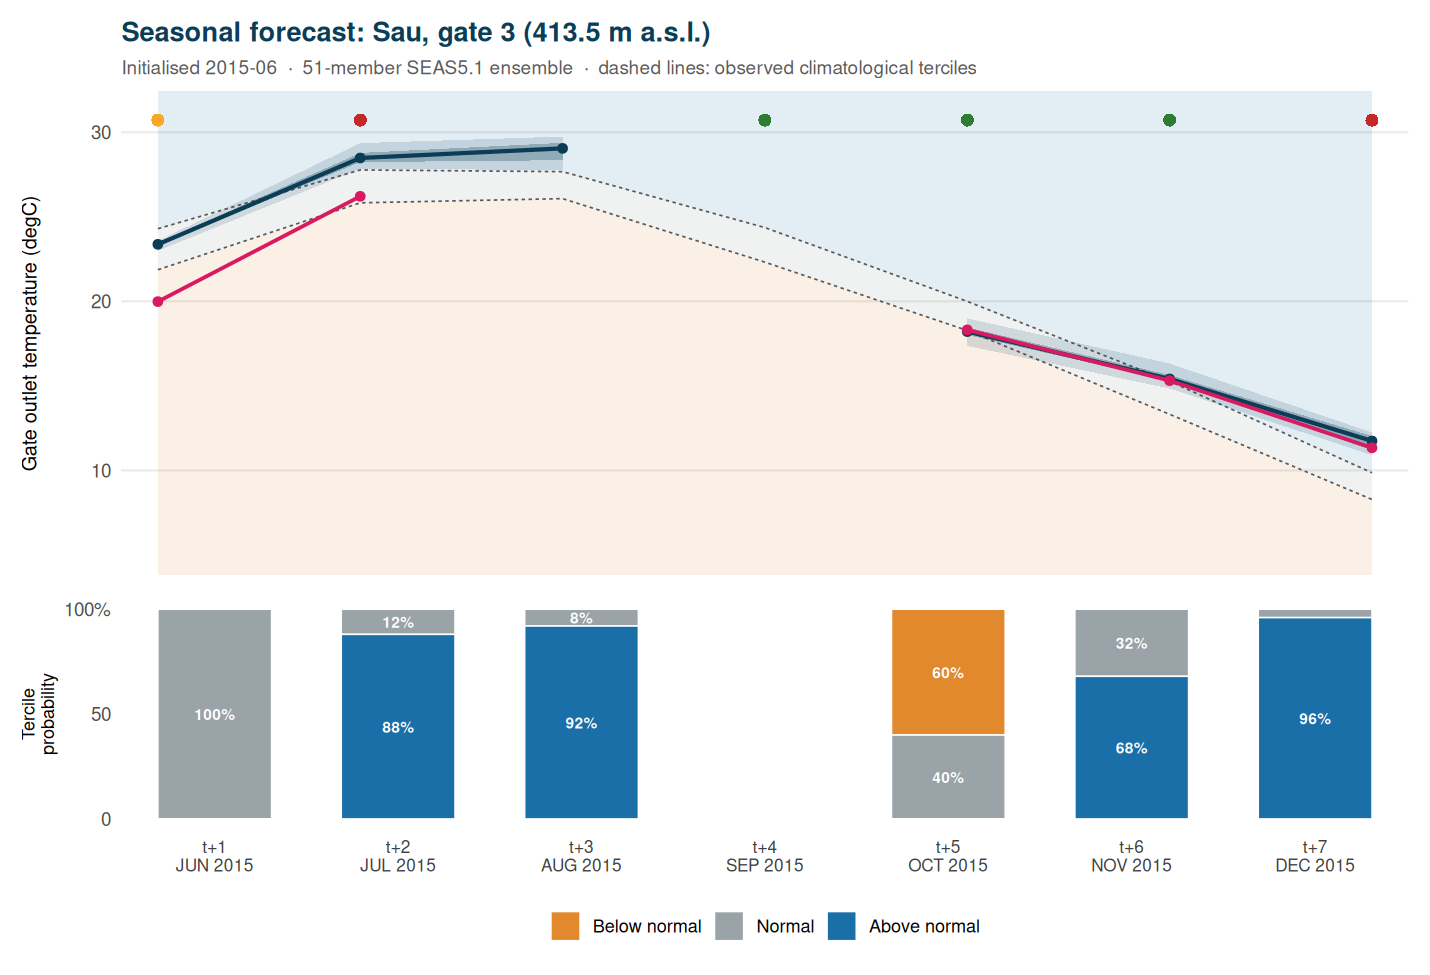 Seasonal forecast: Sau, gate 3 (413.5 m a.s.l.)
Initialised 2015-06 · 51-member SEAS5.1 ensemble · dashed lines: observed climatological terciles
Gate outlet temperature (degC)
30
20
10
Tercile
probability
100%
50
0
100%
12%
88%
8%
92%
60%
40%
32%
68%
96%
t+1
JUN 2015
t+2
JUL 2015
t+3
AUG 2015
t+4
SEP 2015
t+5
OCT 2015
t+6
NOV 2015
t+7
DEC 2015
Below normal
Normal
Above normal